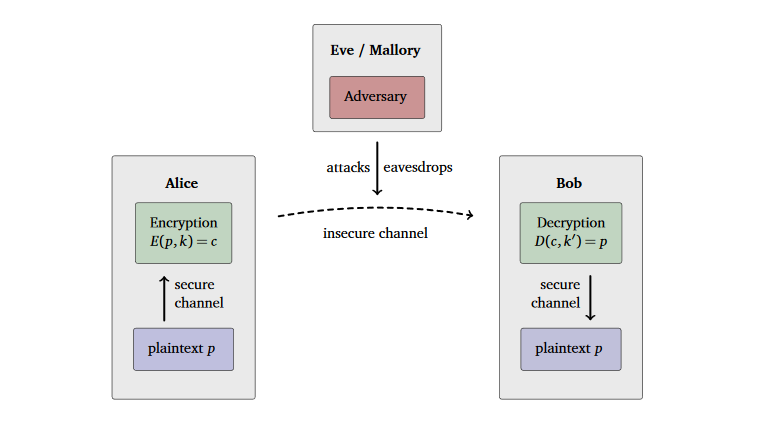 Eve / Mallory
Adversary
attacks
eavesdrops
Alice
Encryption
E(p, k) = c
secure
channel
plaintext p
insecure channel
Bob
Decryption
D(c, k′) = p
secure
channel
plaintext p